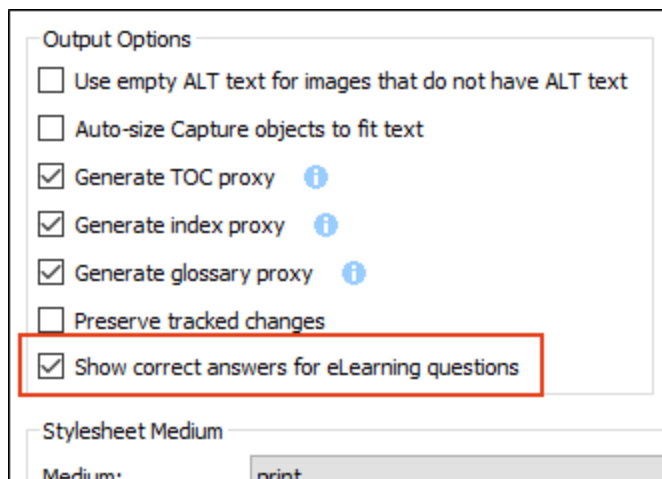 Output Options
Use empty ALT text for images that do not have ALT text
Auto-size Capture objects to fit text
Generate TOC proxy
Generate index proxy
Generate glossary proxy
Preserve tracked changes
Show correct answers for eLearning questions
Stylesheet Medium
Medium: print